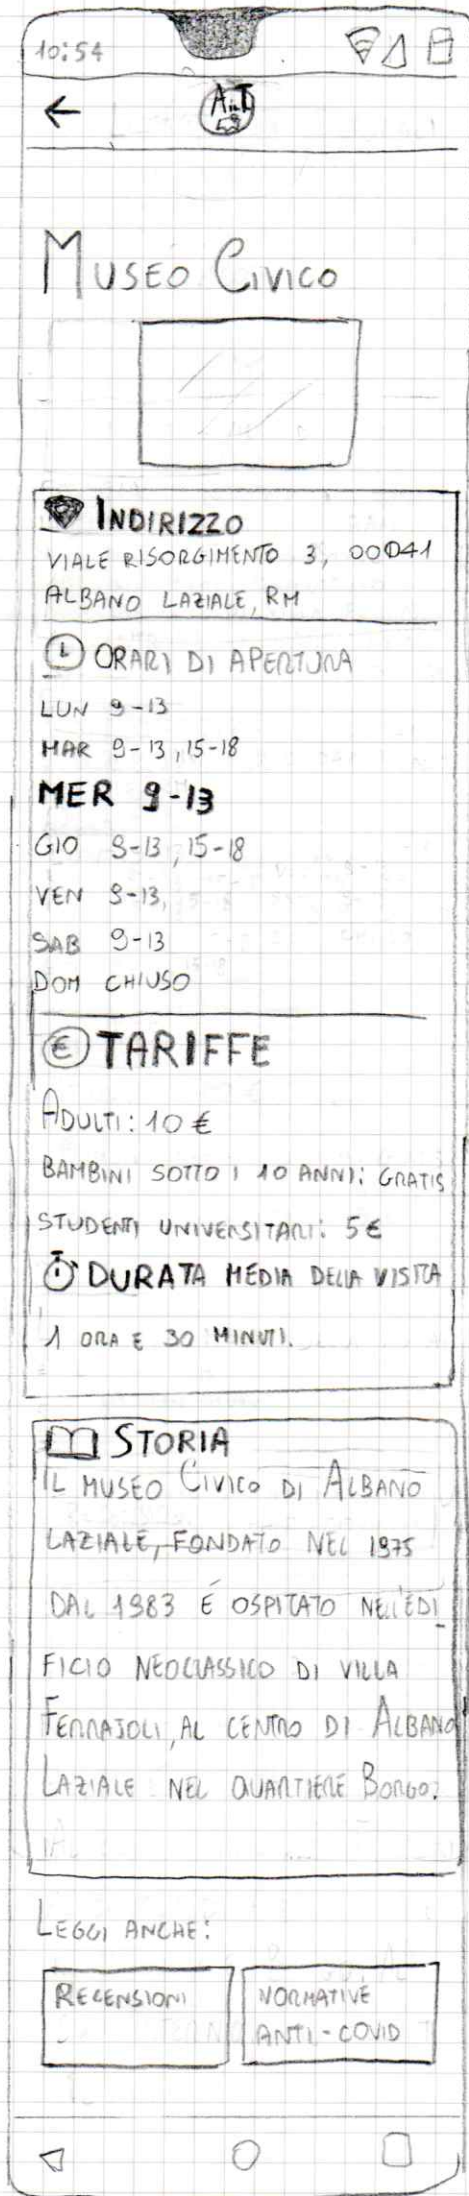 10:54
MUSEO CIVICO
INDIRIZZO
VIALE RISORGIMENTO 3, 00041
ALBANO LAZIALE, RM
ORARI DI APERTURA
LUN 9-13
MAR 9-13, 15-18
MER 9-13
GIO 9-13, 15-18
VEN 9-13,
SAB 9-13
DOM CHIUSO
€ TARIFFE
ADULTI: 10 €
BAMBINI SOTTO I 10 ANNI: GRATIS
STUDENTI UNIVERSITARI: 5€
DURATA MEDIA DELLA VISITA
1 ORA E 30 MINUTI.
STORIA
IL MUSEO CIVICO DI ALBANO
LAZIALE, FONDATO NEL 1975
DAL 1983 É OSPITATO NELL'EDI_
FICIO NEOCLASSICO DI VILLA
FERRAJOLI, AL CENTRO DI ALBANO
LAZIALE NEL QUARTIERE BORGO.
LEGGI ANCHE:
RECENSIONI
NORMATIVE
ANTI-COVID